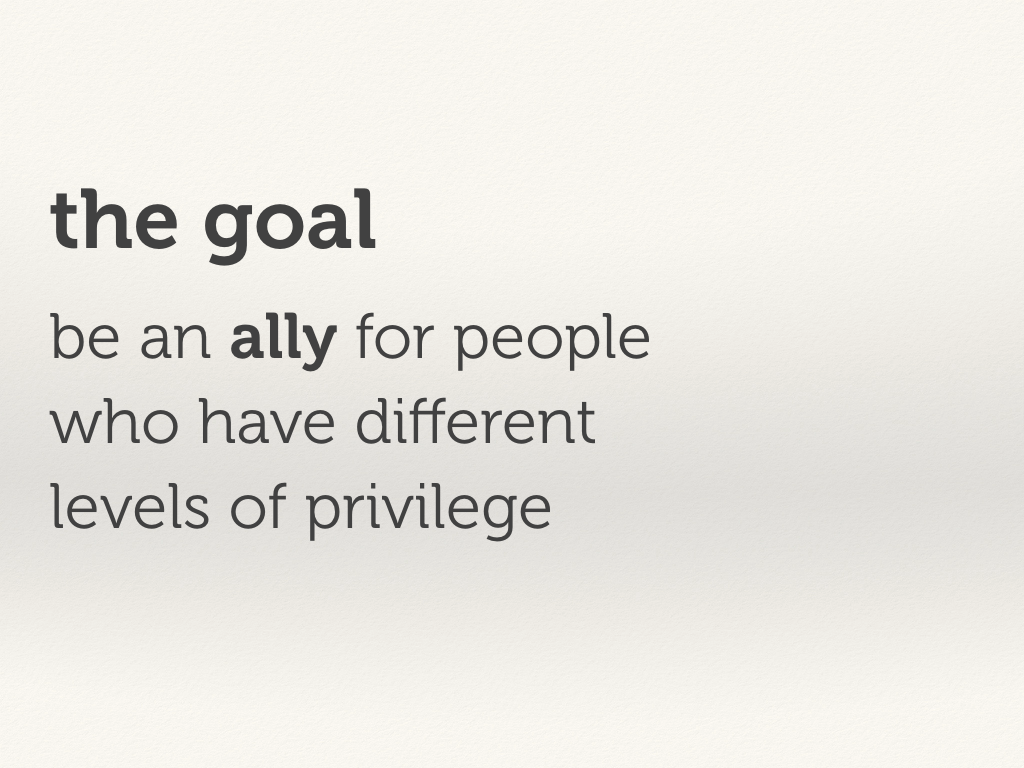 the goal
be an ally for people
who have different
levels of privilege